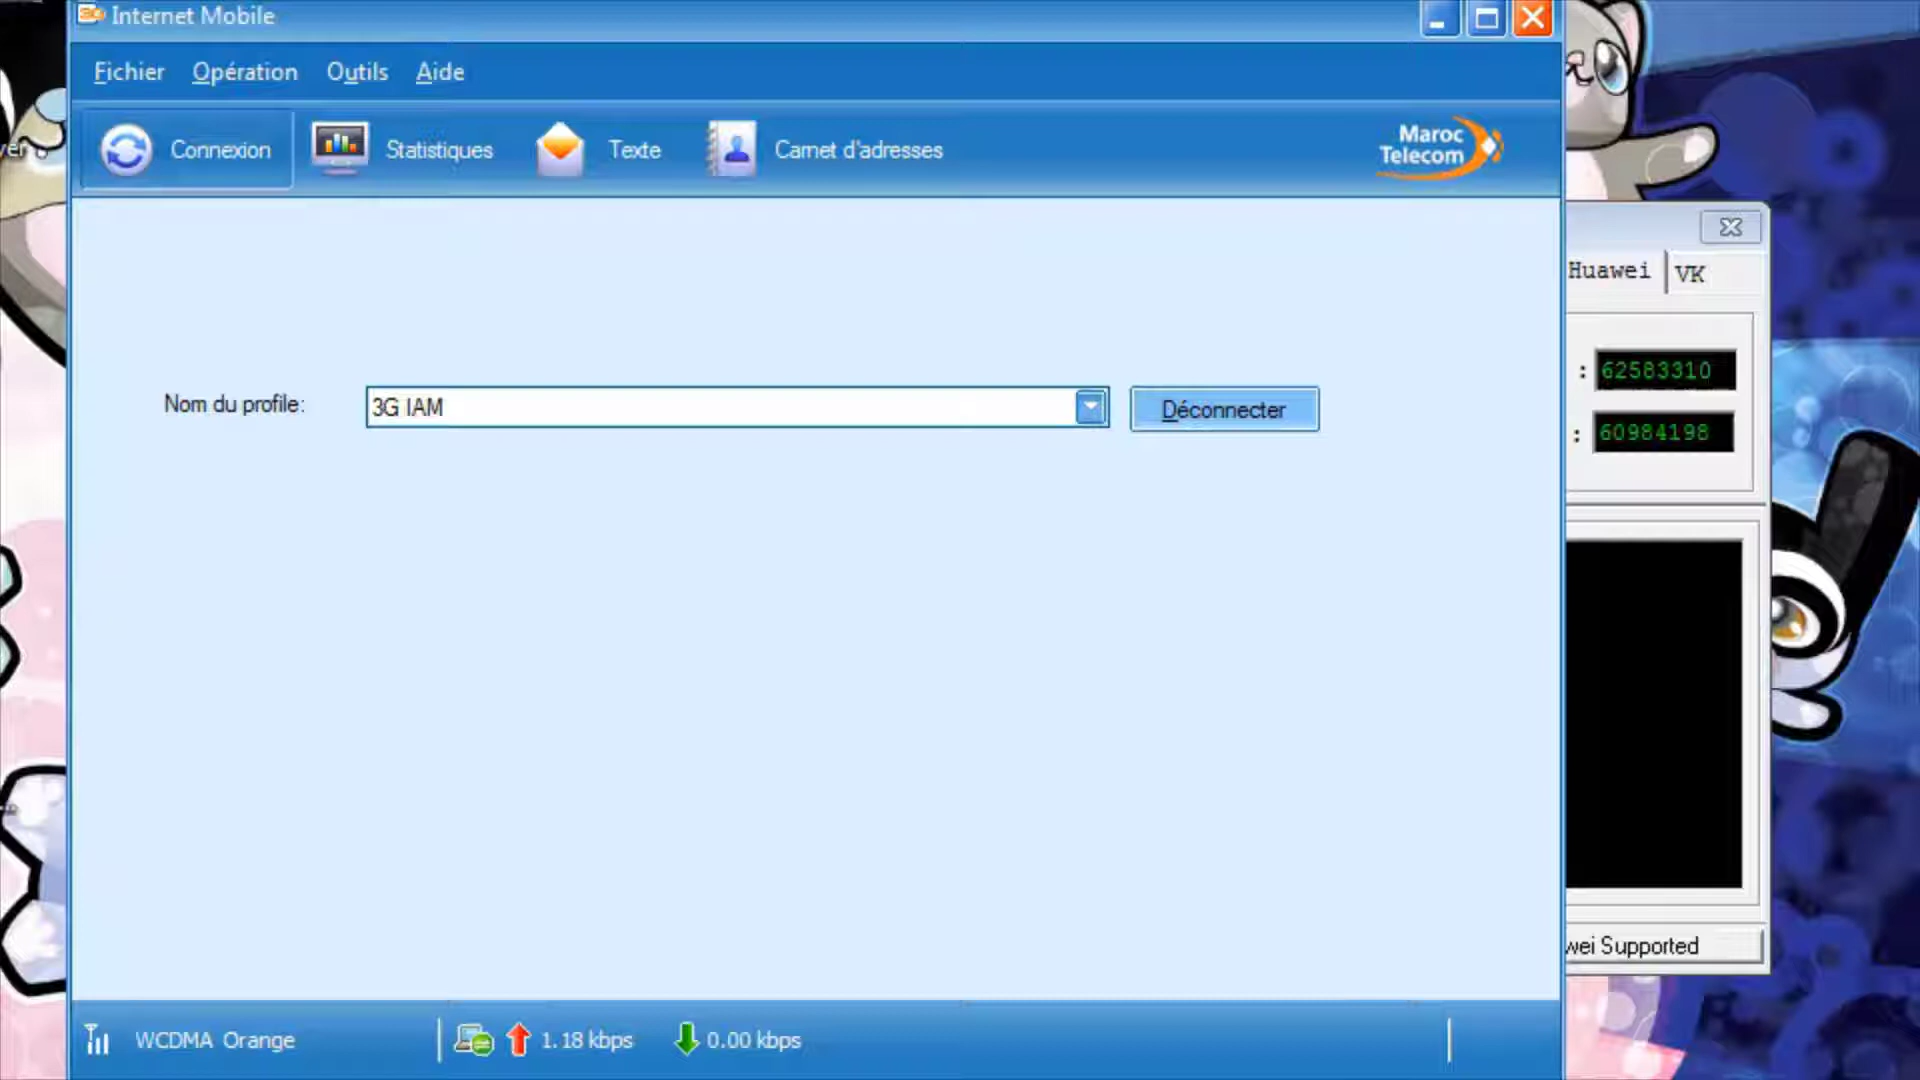 Internet Mobile
Fichier Opération Outils Aide
Connexion Statistiques Texte Carnet d'adresses
Maroc
Telecom
Huawei VK
: 62583310
Nom du profile: 3G IAM Déconnecter
: 60984198
wei Supported
WCDMA Orange 1.18 kbps 0.00 kbps